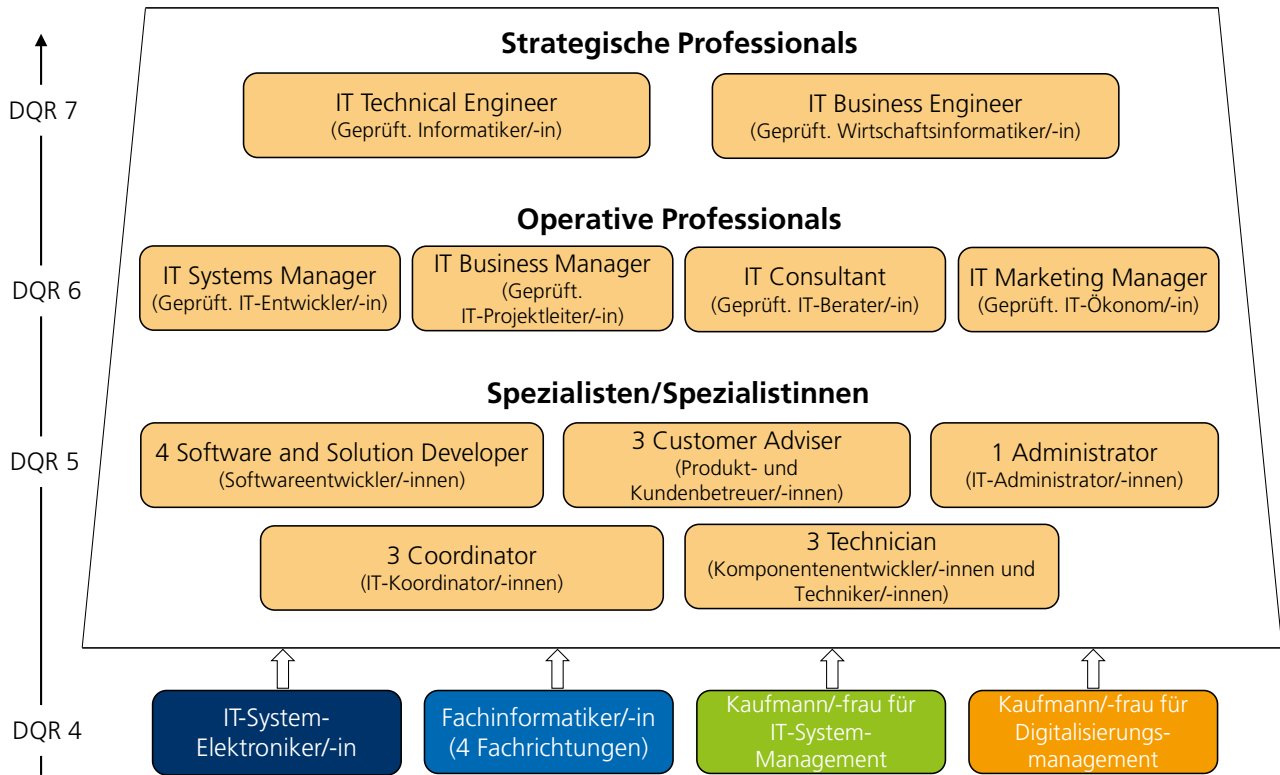 Strategische Professionals
DQR 7
IT Technical Engineer
(Geprüft. Informatiker/-in)
IT Business Engineer
(Geprüft. Wirtschaftsinformatiker/-in)
Operative Professionals
DQR 6
IT Systems Manager
(Geprüft. IT-Entwickler/-in)
IT Business Manager
(Geprüft.
IT-Projektleiter/-in)
IT Consultant
(Geprüft. IT-Berater/-in)
IT Marketing Manager
(Geprüft. IT-Ökonom/-in)
Spezialisten/Spezialistinnen
DQR 5
4 Software and Solution Developer
(Softwareentwickler/-innen)
3 Customer Adviser
(Produkt- und
Kundenbetreuer/-innen)
1 Administrator
(IT-Administrator/-innen)
3 Coordinator
(IT-Koordinator/-innen)
3 Technician
(Komponentenentwickler/-innen und
Techniker/-innen)
DQR 4
IT-System-
Elektroniker/-in
Fachinformatiker/-in
(4 Fachrichtungen)
Kaufmann/-frau für
IT-System-
Management
Kaufmann/-frau für
Digitalisierungs-
management